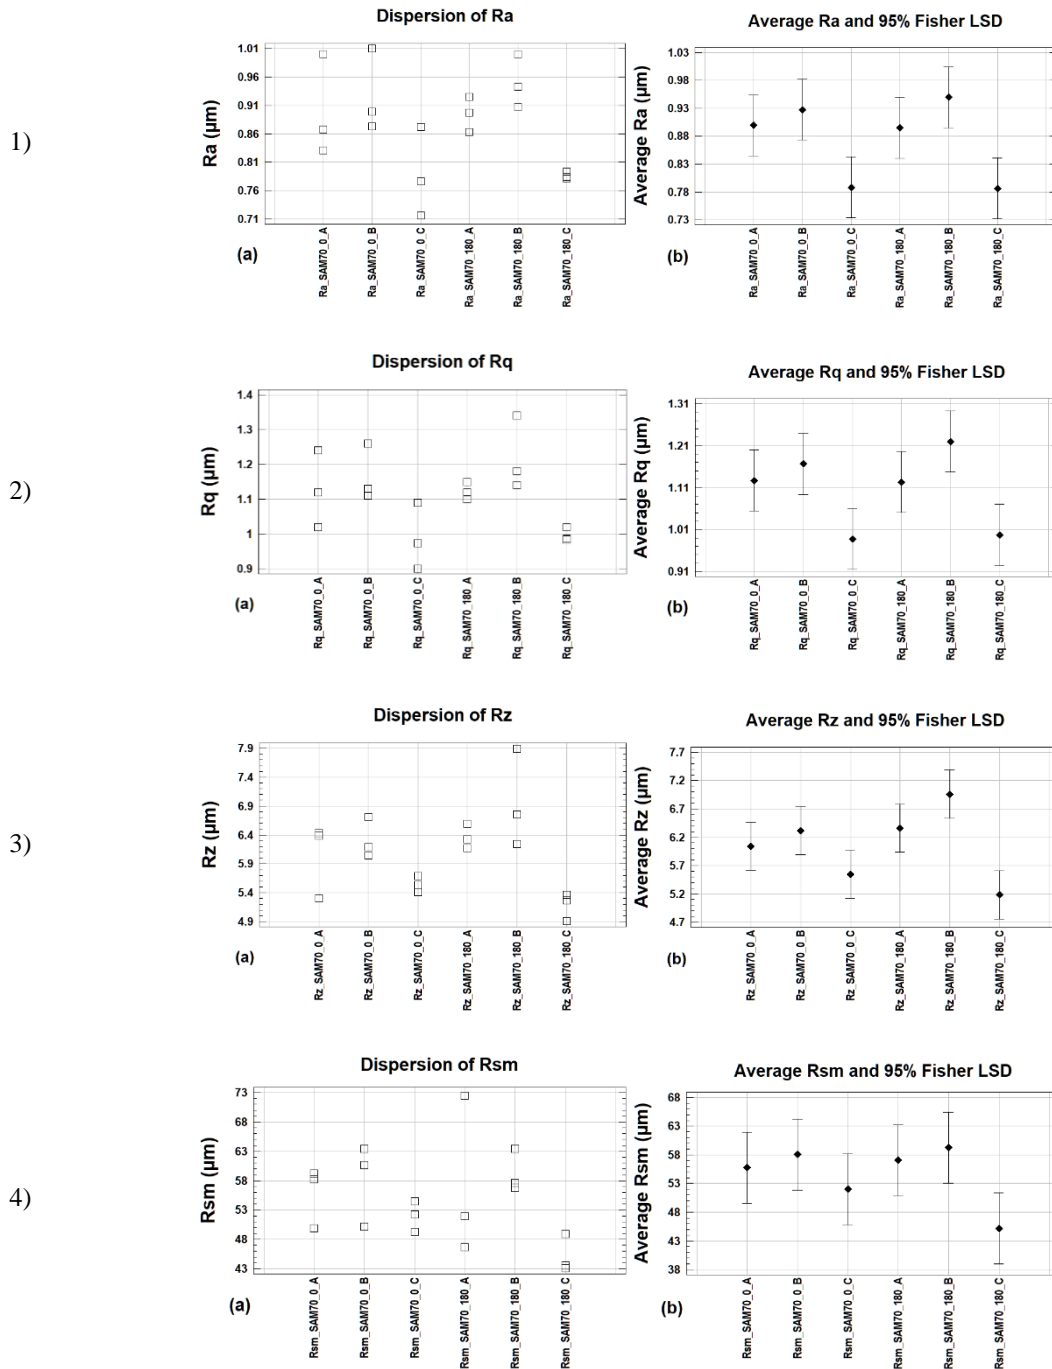 1)
Dispersion of Ra
Ra (µm)
1.01
0.96
0.91
0.86
0.81
0.76
0.71
(a)
Ra_SAM70_0_A
Ra_SAM70_0_B
Ra_SAM70_0_C
Ra_SAM70_180_A
Ra_SAM70_180_B
Ra_SAM70_180_C
Average Ra and 95% Fisher LSD
Average Ra (µm)
1.03
0.98
0.93
0.88
0.83
0.78
0.73
(b)
Ra_SAM70_0_A
Ra_SAM70_0_B
Ra_SAM70_0_C
Ra_SAM70_180_A
Ra_SAM70_180_B
Ra_SAM70_180_C
2)
Dispersion of Rq
Rq (µm)
1.4
1.3
1.2
1.1
1
0.9
(a)
Rq_SAM70_0_A
Rq_SAM70_0_B
Rq_SAM70_0_C
Rq_SAM70_180_A
Rq_SAM70_180_B
Rq_SAM70_180_C
Average Rq and 95% Fisher LSD
Average Rq (µm)
1.31
1.21
1.11
1.01
0.91
(b)
Rq_SAM70_0_A
Rq_SAM70_0_B
Rq_SAM70_0_C
Rq_SAM70_180_A
Rq_SAM70_180_B
Rq_SAM70_180_C
3)
Dispersion of Rz
Rz (µm)
7.9
6.9
6.4
5.9
5.4
4.9
(a)
Rz_SAM70_0_A
Rz_SAM70_0_B
Rz_SAM70_0_C
Rz_SAM70_180_A
Rz_SAM70_180_B
Rz_SAM70_180_C
Average Rz and 95% Fisher LSD
Average Rz (µm)
7.7
7.2
6.7
6.2
5.7
5.2
4.7
(b)
Rz_SAM70_0_A
Rz_SAM70_0_B
Rz_SAM70_0_C
Rz_SAM70_180_A
Rz_SAM70_180_B
Rz_SAM70_180_C
4)
Dispersion of Rsm
Rsm (µm)
73
68
63
58
53
48
43
(a)
Rsm_SAM70_0_A
Rsm_SAM70_0_B
Rsm_SAM70_0_C
Rsm_SAM70_180_A
Rsm_SAM70_180_B
Rsm_SAM70_180_C
Average Rsm and 95% Fisher LSD
Average Rsm (µm)
68
63
58
53
48
43
38
(b)
Rsm_SAM70_0_A
Rsm_SAM70_0_B
Rsm_SAM70_0_C
Rsm_SAM70_180_A
Rsm_SAM70_180_B
Rsm_SAM70_180_C